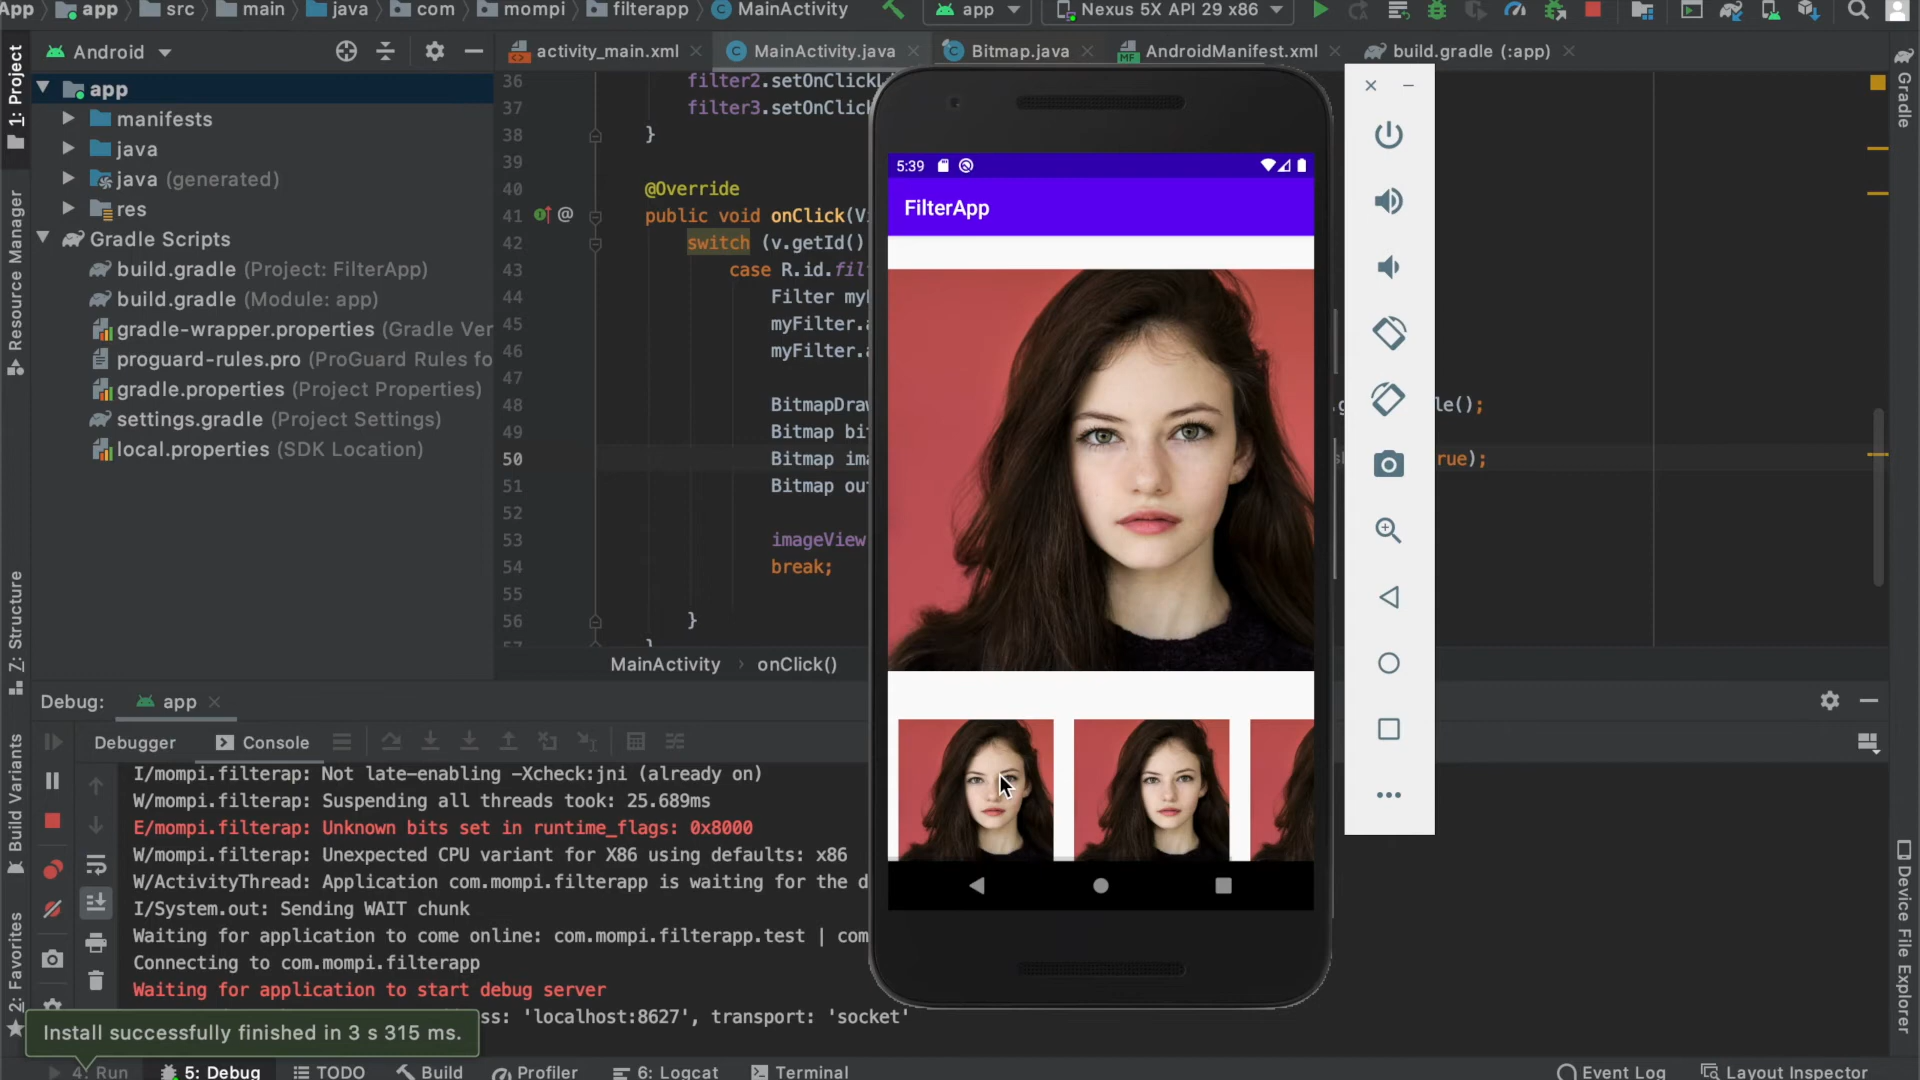 App app src main java com mompi filterapp MainActivity app Nexus 5X API 29 x86
Android
activity_main.xml MainActivity.java Bitmap.java AndroidManifest.xml build.gradle (:app)
1: Project
Resource Manager
Z: Structure
Build Variants
2: Favorites
app
manifests
java
java (generated)
res
Gradle Scripts
build.gradle (Project: FilterApp)
build.gradle (Module: app)
gradle-wrapper.properties (Gradle Ver
proguard-rules.pro (ProGuard Rules fo
gradle.properties (Project Properties)
settings.gradle (Project Settings)
local.properties (SDK Location)
36 filter2.setOnClickL
37 filter3.setOnClick
38 }
39
40 @Override
41 @ public void onClick(V
42 switch (v.getId()
43 case R.id.fil
44 Filter my
45 myFilter.a
46 myFilter.a
47
48 BitmapDraw le();
49 Bitmap bi
50 Bitmap ima rue);
51 Bitmap ou
52
53 imageView
54 break;
55
56 }
57
MainActivity › onClick()
5:39
FilterApp
Gradle
Device File Explorer
Debug: app
Debugger Console
I/mompi.filterap: Not late-enabling -Xcheck:jni (already on)
W/mompi.filterap: Suspending all threads took: 25.689ms
E/mompi.filterap: Unknown bits set in runtime_flags: 0x8000
W/mompi.filterap: Unexpected CPU variant for X86 using defaults: x86
W/ActivityThread: Application com.mompi.filterapp is waiting for the d
I/System.out: Sending WAIT chunk
Waiting for application to come online: com.mompi.filterapp.test | com
Connecting to com.mompi.filterapp
Waiting for application to start debug server
ss: 'localhost:8627', transport: 'socket'
Install successfully finished in 3 s 315 ms.
4: Run 5: Debug TODO Build Profiler 6: Logcat Terminal Event Log Layout Inspector